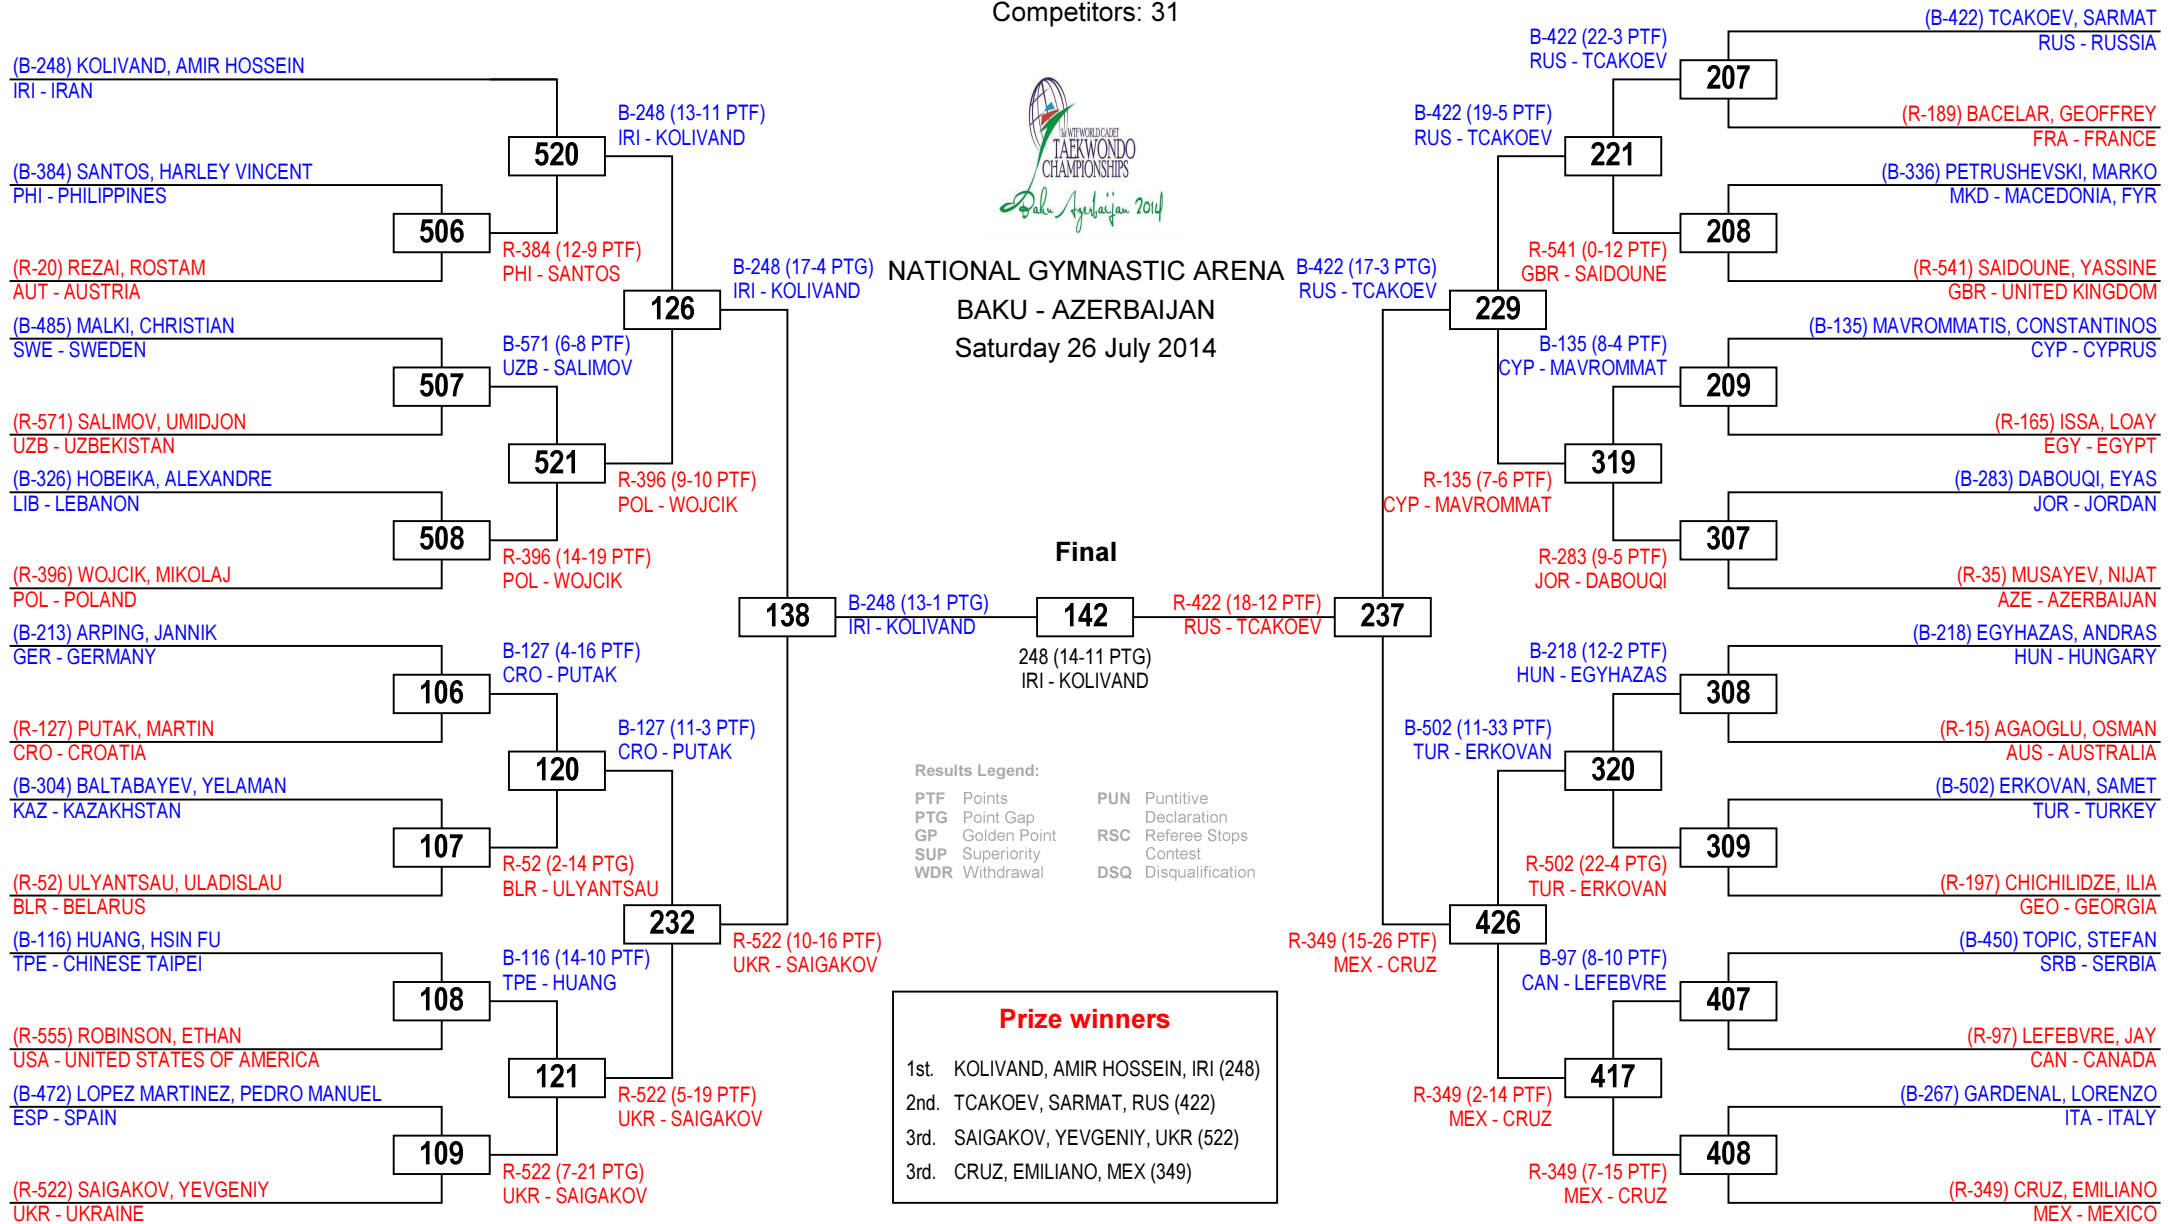 Competitors: 31
1st WTF WORLD CADET
TAEKWONDO
CHAMPIONSHIPS
Baku Azerbaijan 2014
NATIONAL GYMNASTIC ARENA
BAKU - AZERBAIJAN
Saturday 26 July 2014
(B-248) KOLIVAND, AMIR HOSSEIN
IRI - IRAN
(B-384) SANTOS, HARLEY VINCENT
PHI - PHILIPPINES
(R-20) REZAI, ROSTAM
AUT - AUSTRIA
(B-485) MALKI, CHRISTIAN
SWE - SWEDEN
(R-571) SALIMOV, UMIDJON
UZB - UZBEKISTAN
(B-326) HOBEIKA, ALEXANDRE
LIB - LEBANON
(R-396) WOJCIK, MIKOLAJ
POL - POLAND
(B-213) ARPING, JANNIK
GER - GERMANY
(R-127) PUTAK, MARTIN
CRO - CROATIA
(B-304) BALTABAYEV, YELAMAN
KAZ - KAZAKHSTAN
(R-52) ULYANTSAU, ULADISLAU
BLR - BELARUS
(B-116) HUANG, HSIN FU
TPE - CHINESE TAIPEI
(R-555) ROBINSON, ETHAN
USA - UNITED STATES OF AMERICA
(B-472) LOPEZ MARTINEZ, PEDRO MANUEL
ESP - SPAIN
(R-522) SAIGAKOV, YEVGENIY
UKR - UKRAINE
506
507
508
106
107
108
109
R-384 (12-9 PTF)
PHI - SANTOS
B-571 (6-8 PTF)
UZB - SALIMOV
R-396 (14-19 PTF)
POL - WOJCIK
B-127 (4-16 PTF)
CRO - PUTAK
R-52 (2-14 PTG)
BLR - ULYANTSAU
B-116 (14-10 PTF)
TPE - HUANG
R-522 (7-21 PTG)
UKR - SAIGAKOV
520
521
120
121
B-248 (13-11 PTF)
IRI - KOLIVAND
R-396 (9-10 PTF)
POL - WOJCIK
B-127 (11-3 PTF)
CRO - PUTAK
R-522 (5-19 PTF)
UKR - SAIGAKOV
126
232
B-248 (17-4 PTG)
IRI - KOLIVAND
R-522 (10-16 PTF)
UKR - SAIGAKOV
138
B-248 (13-1 PTG)
IRI - KOLIVAND
Final
142
248 (14-11 PTG)
IRI - KOLIVAND
R-422 (18-12 PTF)
RUS - TCAKOEV
237
B-422 (17-3 PTG)
RUS - TCAKOEV
R-349 (15-26 PTF)
MEX - CRUZ
229
426
B-422 (19-5 PTF)
RUS - TCAKOEV
R-135 (7-6 PTF)
CYP - MAVROMMAT
B-502 (11-33 PTF)
TUR - ERKOVAN
R-349 (2-14 PTF)
MEX - CRUZ
221
319
320
417
B-422 (22-3 PTF)
RUS - TCAKOEV
R-541 (0-12 PTF)
GBR - SAIDOUNE
B-135 (8-4 PTF)
CYP - MAVROMMAT
R-283 (9-5 PTF)
JOR - DABOUQI
B-218 (12-2 PTF)
HUN - EGYHAZAS
R-502 (22-4 PTG)
TUR - ERKOVAN
B-97 (8-10 PTF)
CAN - LEFEBVRE
R-349 (7-15 PTF)
MEX - CRUZ
207
208
209
307
308
309
407
408
(B-422) TCAKOEV, SARMAT
RUS - RUSSIA
(R-189) BACELAR, GEOFFREY
FRA - FRANCE
(B-336) PETRUSHEVSKI, MARKO
MKD - MACEDONIA, FYR
(R-541) SAIDOUNE, YASSINE
GBR - UNITED KINGDOM
(B-135) MAVROMMATIS, CONSTANTINOS
CYP - CYPRUS
(R-165) ISSA, LOAY
EGY - EGYPT
(B-283) DABOUQI, EYAS
JOR - JORDAN
(R-35) MUSAYEV, NIJAT
AZE - AZERBAIJAN
(B-218) EGYHAZAS, ANDRAS
HUN - HUNGARY
(R-15) AGAOGLU, OSMAN
AUS - AUSTRALIA
(B-502) ERKOVAN, SAMET
TUR - TURKEY
(R-197) CHICHILIDZE, ILIA
GEO - GEORGIA
(B-450) TOPIC, STEFAN
SRB - SERBIA
(R-97) LEFEBVRE, JAY
CAN - CANADA
(B-267) GARDENAL, LORENZO
ITA - ITALY
(R-349) CRUZ, EMILIANO
MEX - MEXICO
Results Legend:
PTF Points
PTG Point Gap
GP Golden Point
SUP Superiority
WDR Withdrawal
PUN Puntitive
Declaration
RSC Referee Stops
Contest
DSQ Disqualification
Prize winners
1st. KOLIVAND, AMIR HOSSEIN, IRI (248)
2nd. TCAKOEV, SARMAT, RUS (422)
3rd. SAIGAKOV, YEVGENIY, UKR (522)
3rd. CRUZ, EMILIANO, MEX (349)